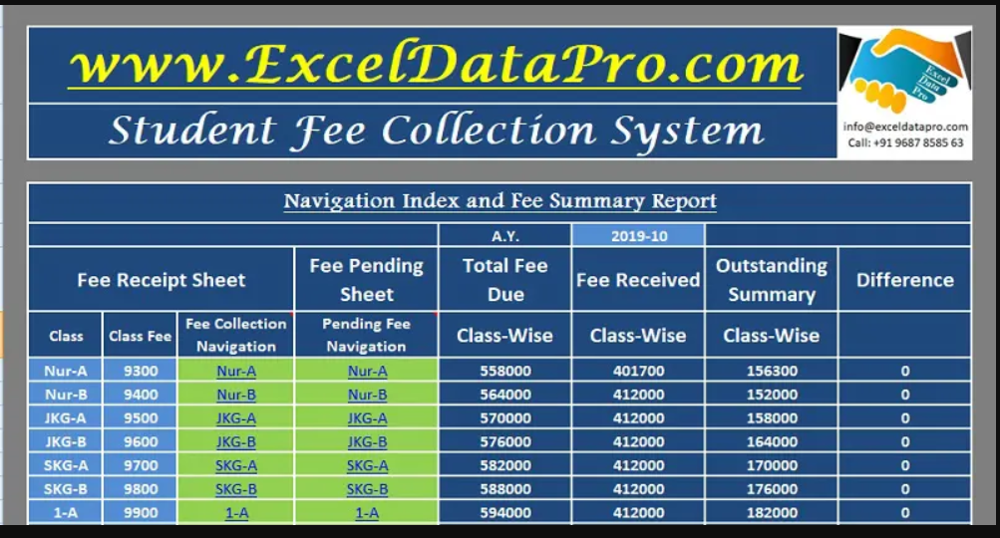 www.ExcelDataPro.com
Excel
Data
Pro
info@exceldatapro.com
Call: +91 9687 8585 63
Student Fee Collection System
Navigation Index and Fee Summary Report
A.Y. 2019-10
Fee Receipt Sheet Fee Pending Sheet Total Fee Due Fee Received Outstanding Summary Difference
Class Class Fee Fee Collection Navigation Pending Fee Navigation Class-Wise Class-Wise Class-Wise
Nur-A 9300 Nur-A Nur-A 558000 401700 156300 0
Nur-B 9400 Nur-B Nur-B 564000 412000 152000 0
JKG-A 9500 JKG-A JKG-A 570000 412000 158000 0
JKG-B 9600 JKG-B JKG-B 576000 412000 164000 0
SKG-A 9700 SKG-A SKG-A 582000 412000 170000 0
SKG-B 9800 SKG-B SKG-B 588000 412000 176000 0
1-A 9900 1-A 1-A 594000 412000 182000 0